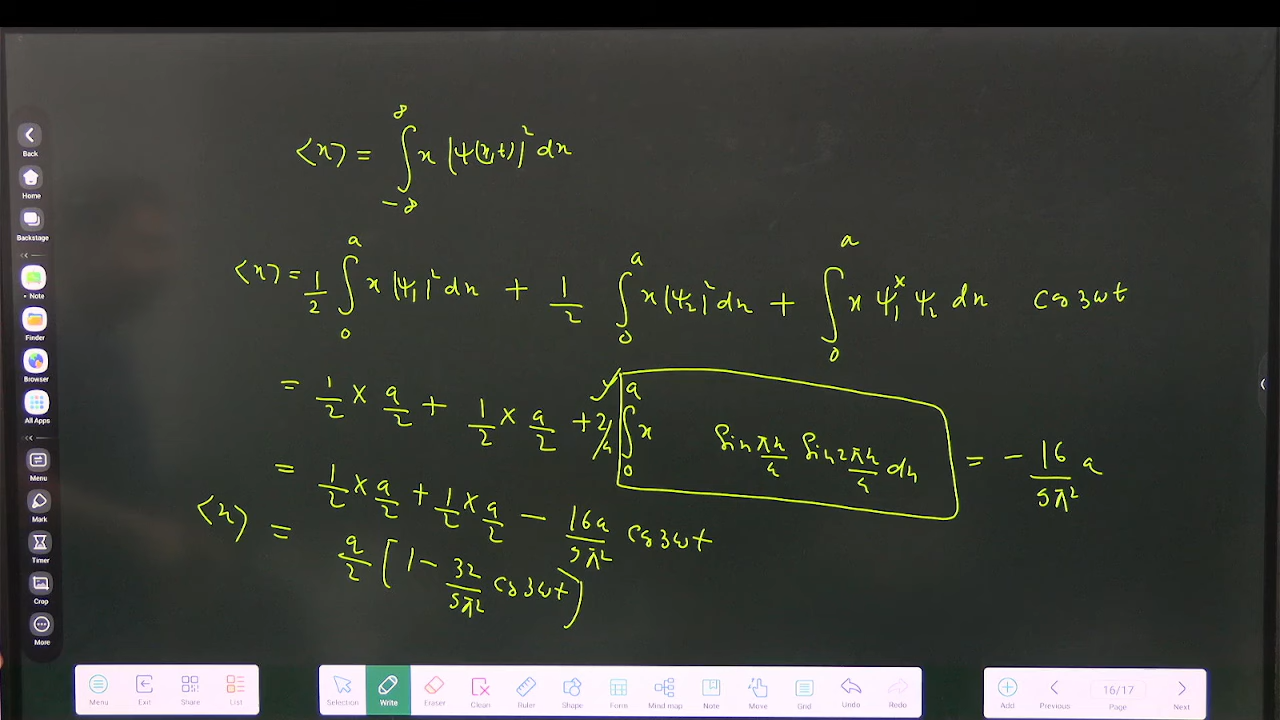 ⟨x⟩ = ∫_{-∞}^{∞} x |ψ(x,t)|² dx
⟨x⟩ = 1/2 ∫_0^a x |ψ₁|² dx + 1/2 ∫_0^a x |ψ₂|² dx + ∫_0^a x ψ₁* ψ₂ dx cos 3ωt
= 1/2 × a/2 + 1/2 × a/2 + 2/a ∫_0^a x sin πx/a sin 2πx/a dx = - 16/9π² a
= 1/2 × a/2 + 1/2 × a/2 - 16a/9π² cos 3ωt
⟨x⟩ = a/2 [1 - 32/9π² cos 3ωt)
Back
Home
Backstage
Note
Finder
Browser
All Apps
Menu
Mark
Timer
Crop
More
Menu Exit Share List
Selection Write Eraser Clean Ruler Shape Form Mind map Note Move Grid Undo Redo
Add Previous 16/17 Page Next